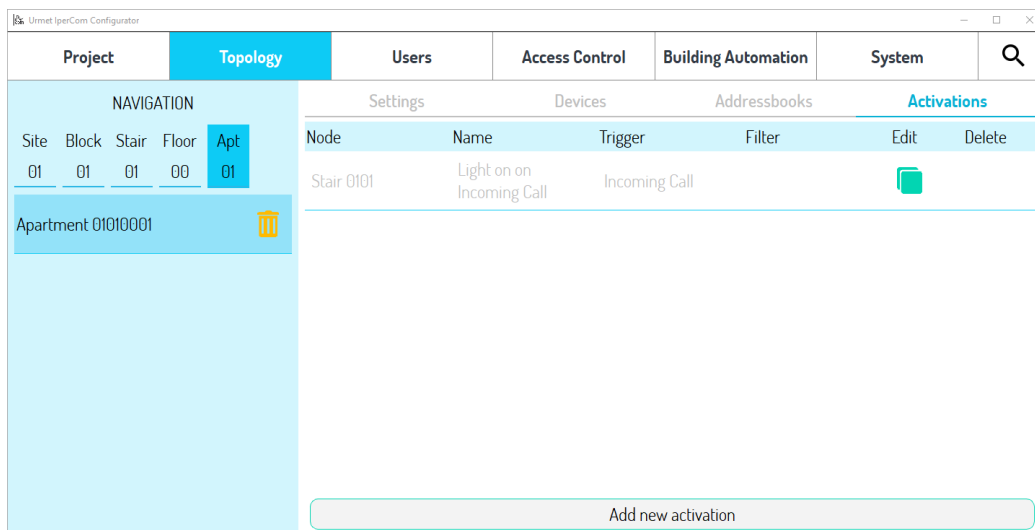 Urmet IperCom Configurator
Project Topology Users Access Control Building Automation System
NAVIGATION
Site Block Stair Floor Apt
01 01 01 00 01
Apartment 01010001
Settings Devices Addressbooks Activations
Node Name Trigger Filter Edit Delete
Stair 0101 Light on on Incoming Call
Incoming Call
Add new activation